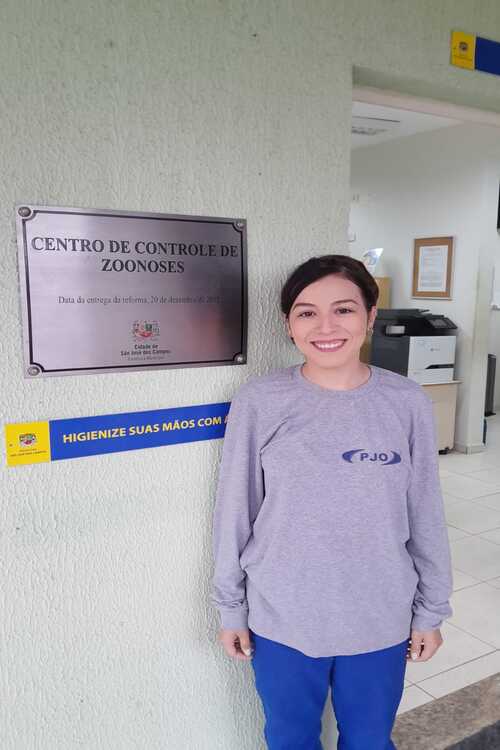 CENTRO DE CONTROLE DE
ZOONOSES
Data da entrega da reforma, 20 de dezembro de
Cidade de
São José dos Campos
HIGIENIZE SUAS MÃOS COM
PJO